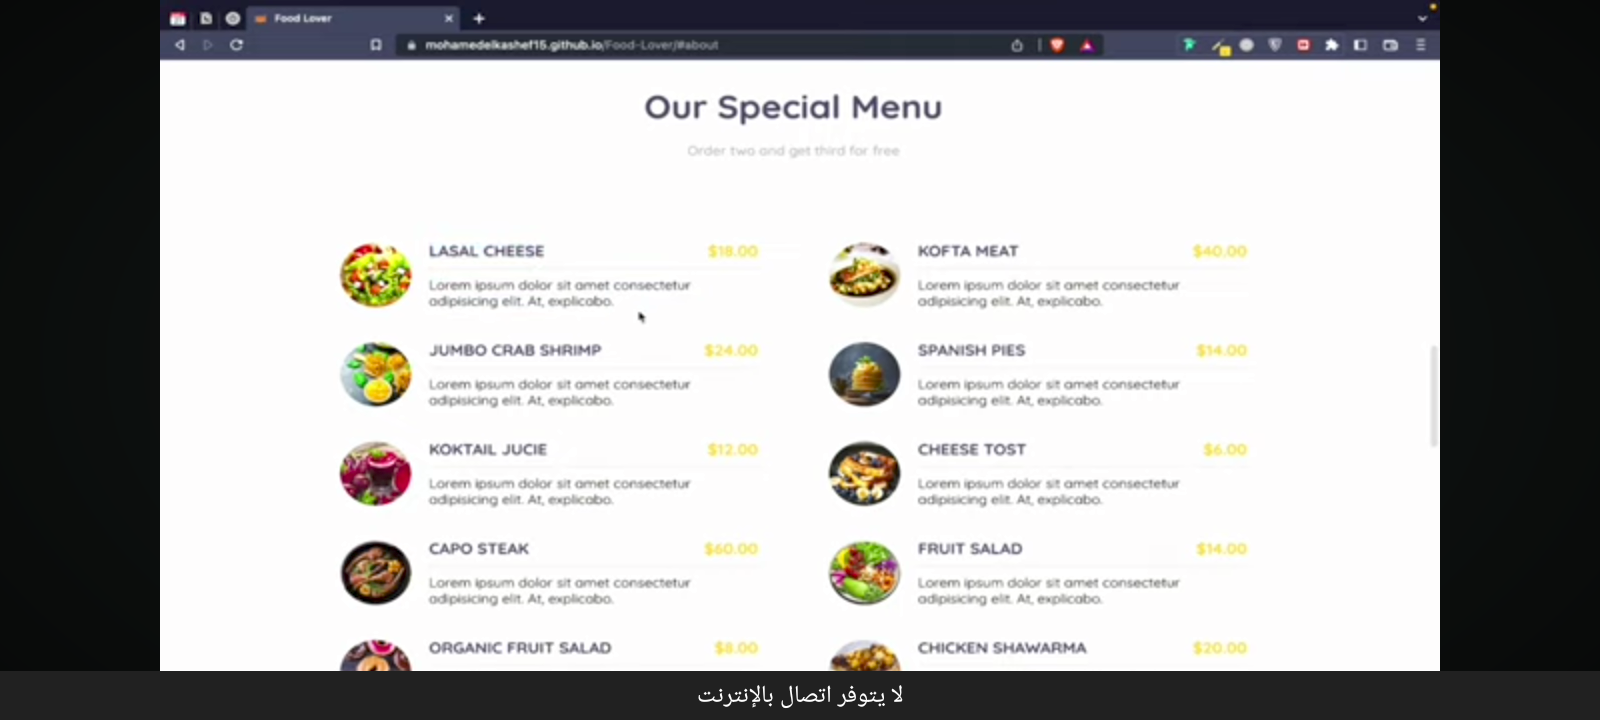 Food Lover
mohamedelkashef15.github.io/Food-Lover/#about
Our Special Menu
Order two and get third for free
LASAL CHEESE $18.00
Lorem ipsum dolor sit amet consectetur
adipisicing elit. At, explicabo.
KOFTA MEAT $40.00
Lorem ipsum dolor sit amet consectetur
adipisicing elit. At, explicabo.
JUMBO CRAB SHRIMP $24.00
Lorem ipsum dolor sit amet consectetur
adipisicing elit. At, explicabo.
SPANISH PIES $14.00
Lorem ipsum dolor sit amet consectetur
adipisicing elit. At, explicabo.
KOKTAIL JUCIE $12.00
Lorem ipsum dolor sit amet consectetur
adipisicing elit. At, explicabo.
CHEESE TOST $6.00
Lorem ipsum dolor sit amet consectetur
adipisicing elit. At, explicabo.
CAPO STEAK $60.00
Lorem ipsum dolor sit amet consectetur
adipisicing elit. At, explicabo.
FRUIT SALAD $14.00
Lorem ipsum dolor sit amet consectetur
adipisicing elit. At, explicabo.
ORGANIC FRUIT SALAD $8.00
CHICKEN SHAWARMA $20.00
لا يتوفر اتصال بالإنترنت